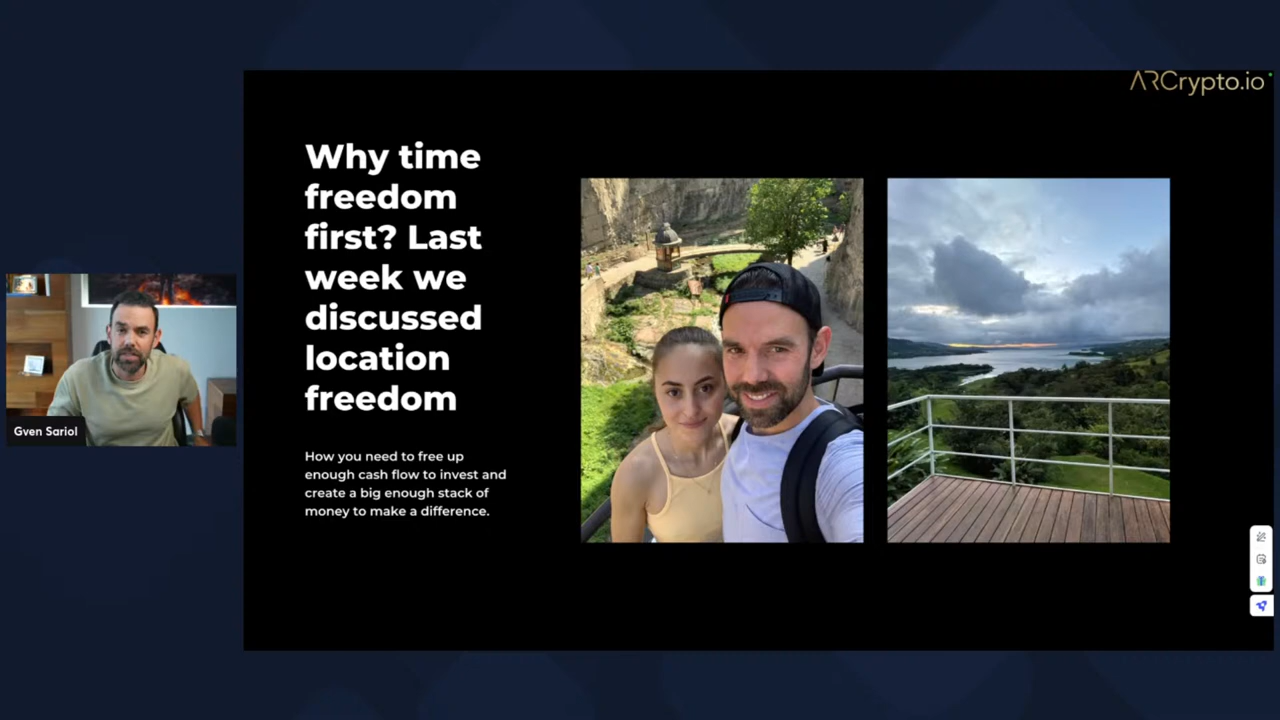 ARCrypto.io
Why time
freedom
first? Last
week we
discussed
location
freedom
How you need to free up
enough cash flow to invest and
create a big enough stack of
money to make a difference.
Gven Sariol